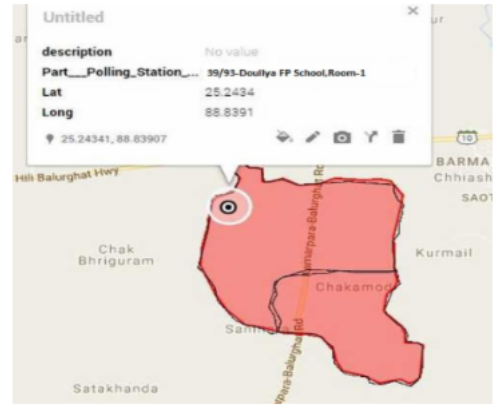 Untitled
description No value
Part___Polling_Station_... 39/93-Doullya FP School,Room-1
Lat 25.2434
Long 88.8391
25.24341, 88.83907
Hili Balurghat Hwy
BARMA
Chhiash
SAOT
Chak
Bhriguram
Kurmail
Chakamod
Satakhanda